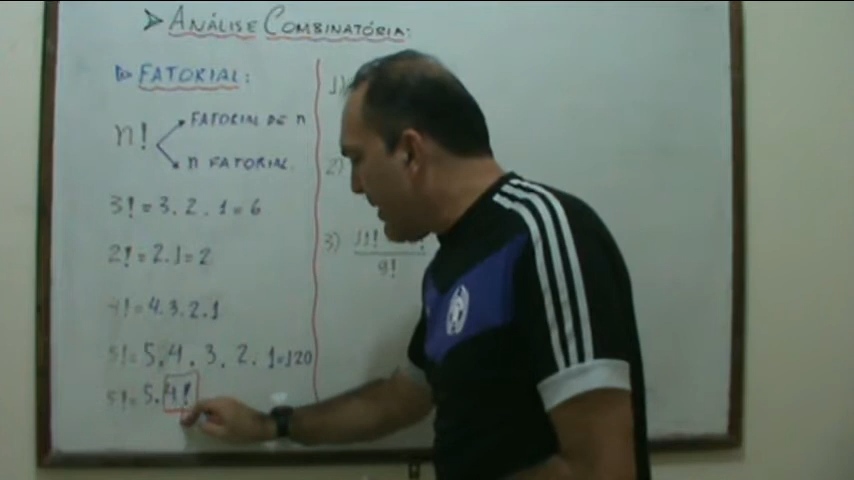 ANÁLISE COMBINATÓRIA:
FATORIAL:
n!
FATORIAL DE n
n FATORIAL.
3! = 3.2.1 = 6
2! = 2.1 = 2
4! = 4.3.2.1
5! = 5.4.3.2.1=120
5! = 5.4!
1)
2)
3) 11!
9!